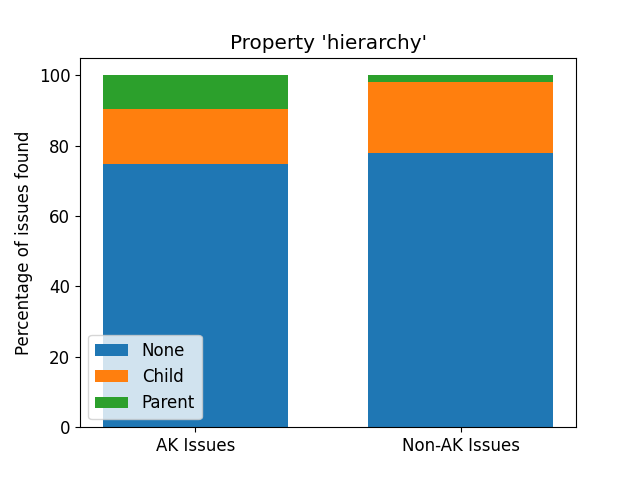 Property 'hierarchy'
Percentage of issues found
100
80
60
40
20
0
None
Child
Parent
AK Issues
Non-AK Issues